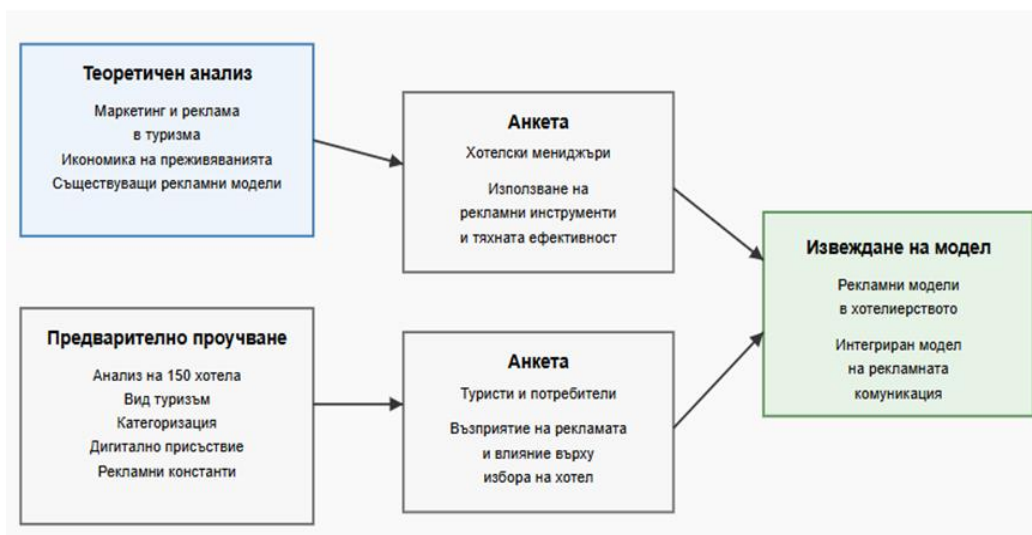 Теоретичен анализ
Маркетинг и реклама
в туризма
Икономика на преживяванията
Съществуващи рекламни модели
Анкета
Хотелски мениджъри
Използване на
рекламни инструменти
и тяхната ефективност
Предварително проучване
Анализ на 150 хотела
Вид туризъм
Категоризация
Дигитално присъствие
Рекламни константи
Анкета
Туристи и потребители
Възприятие на рекламата
и влияние върху
избора на хотел
Извеждане на модел
Рекламни модели
в хотелиерството
Интегриран модел
на рекламната
комуникация